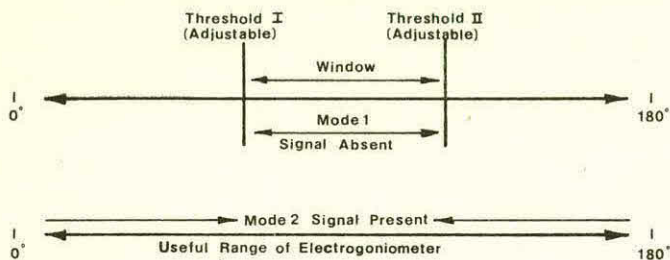 Threshold I
(Adjustable)
Threshold II
(Adjustable)
Window
0°
180°
Mode 1
Signal Absent
Mode 2 Signal Present
0°
180°
Useful Range of Electrogoniometer